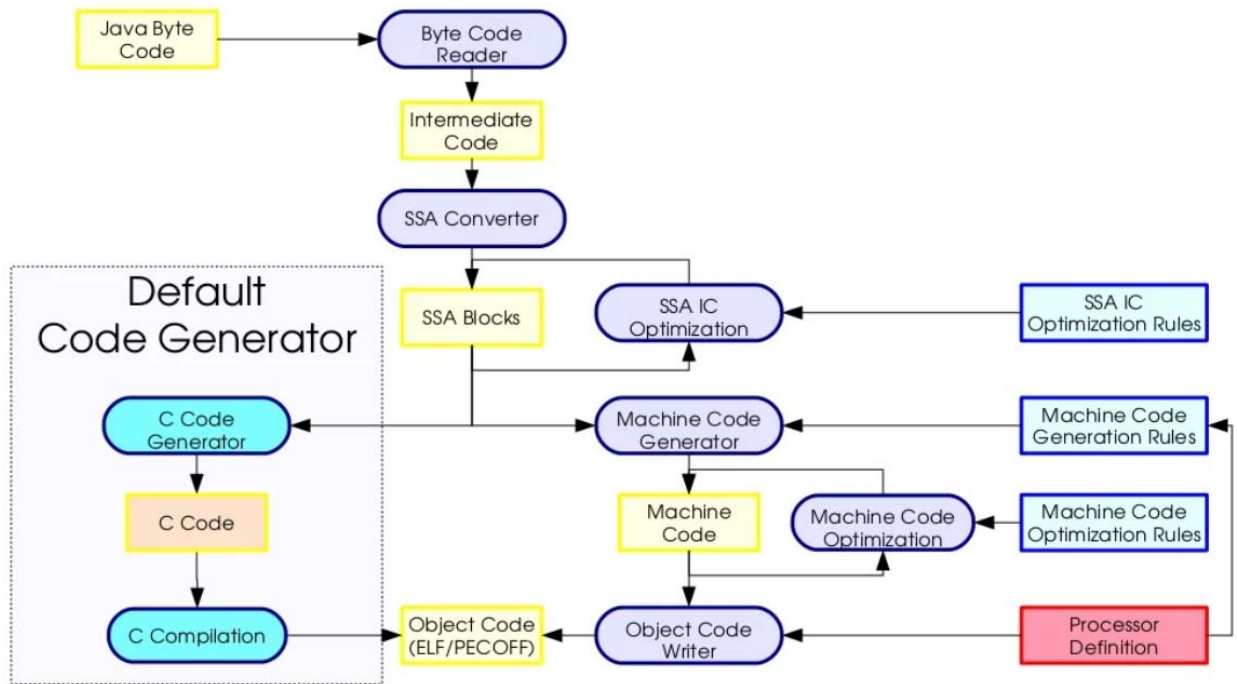 Java Byte
Code
Byte Code
Reader
Intermediate
Code
SSA Converter
Default
Code Generator
SSA Blocks
SSA IC
Optimization
SSA IC
Optimization Rules
C Code
Generator
Machine Code
Generator
Machine Code
Generation Rules
C Code
Machine
Code
Machine Code
Optimization
Machine Code
Optimization Rules
C Compilation
Object Code
(ELF/PECOFF)
Object Code
Writer
Processor
Definition